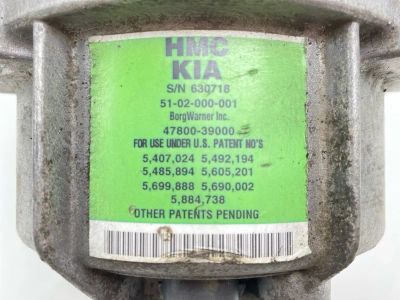 HMC
KIA
S/N 630718
51-02-000-001
BorgWarner Inc.
47800-39000
FOR USE UNDER U.S. PATENT NO'S
5,407,024 5,492,194
5,485,894 5,605,201
5,699,888 5,690,002
5,884,738
OTHER PATENTS PENDING